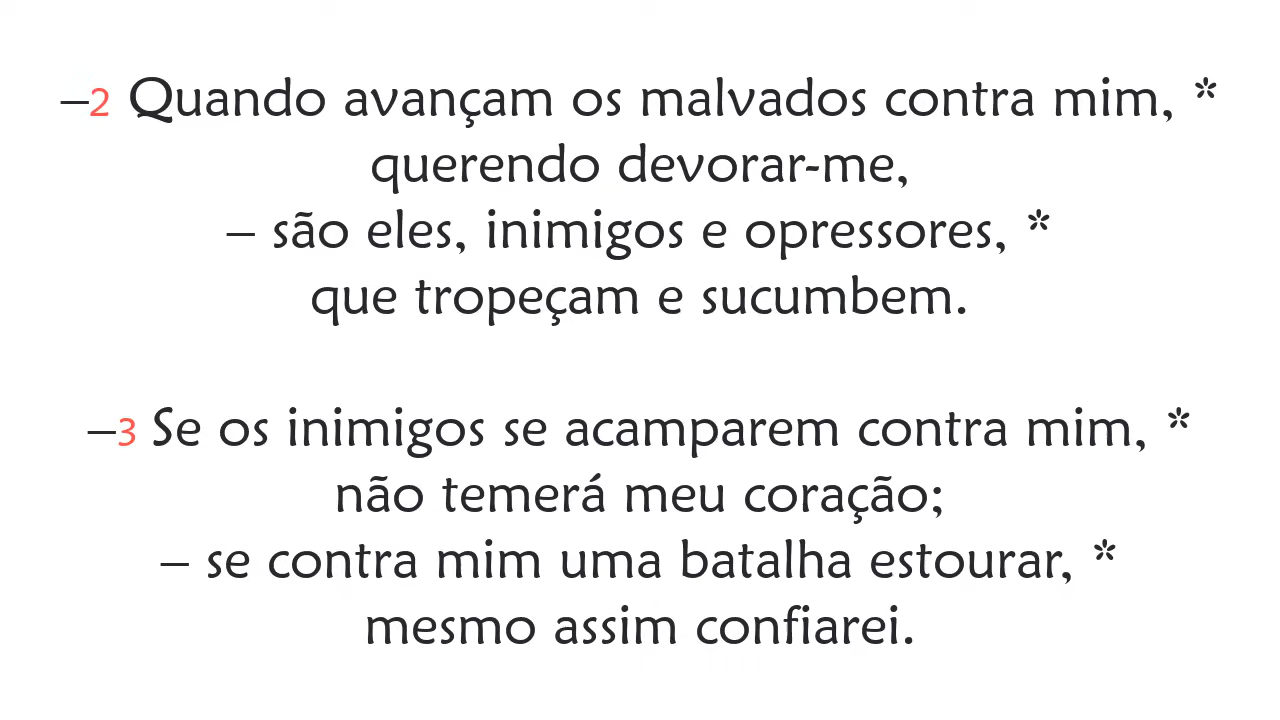 –2 Quando avançam os malvados contra mim, *
querendo devorar-me,
– são eles, inimigos e opressores, *
que tropeçam e sucumbem.
–3 Se os inimigos se acamparem contra mim, *
não temerá meu coração;
– se contra mim uma batalha estourar, *
mesmo assim confiarei.